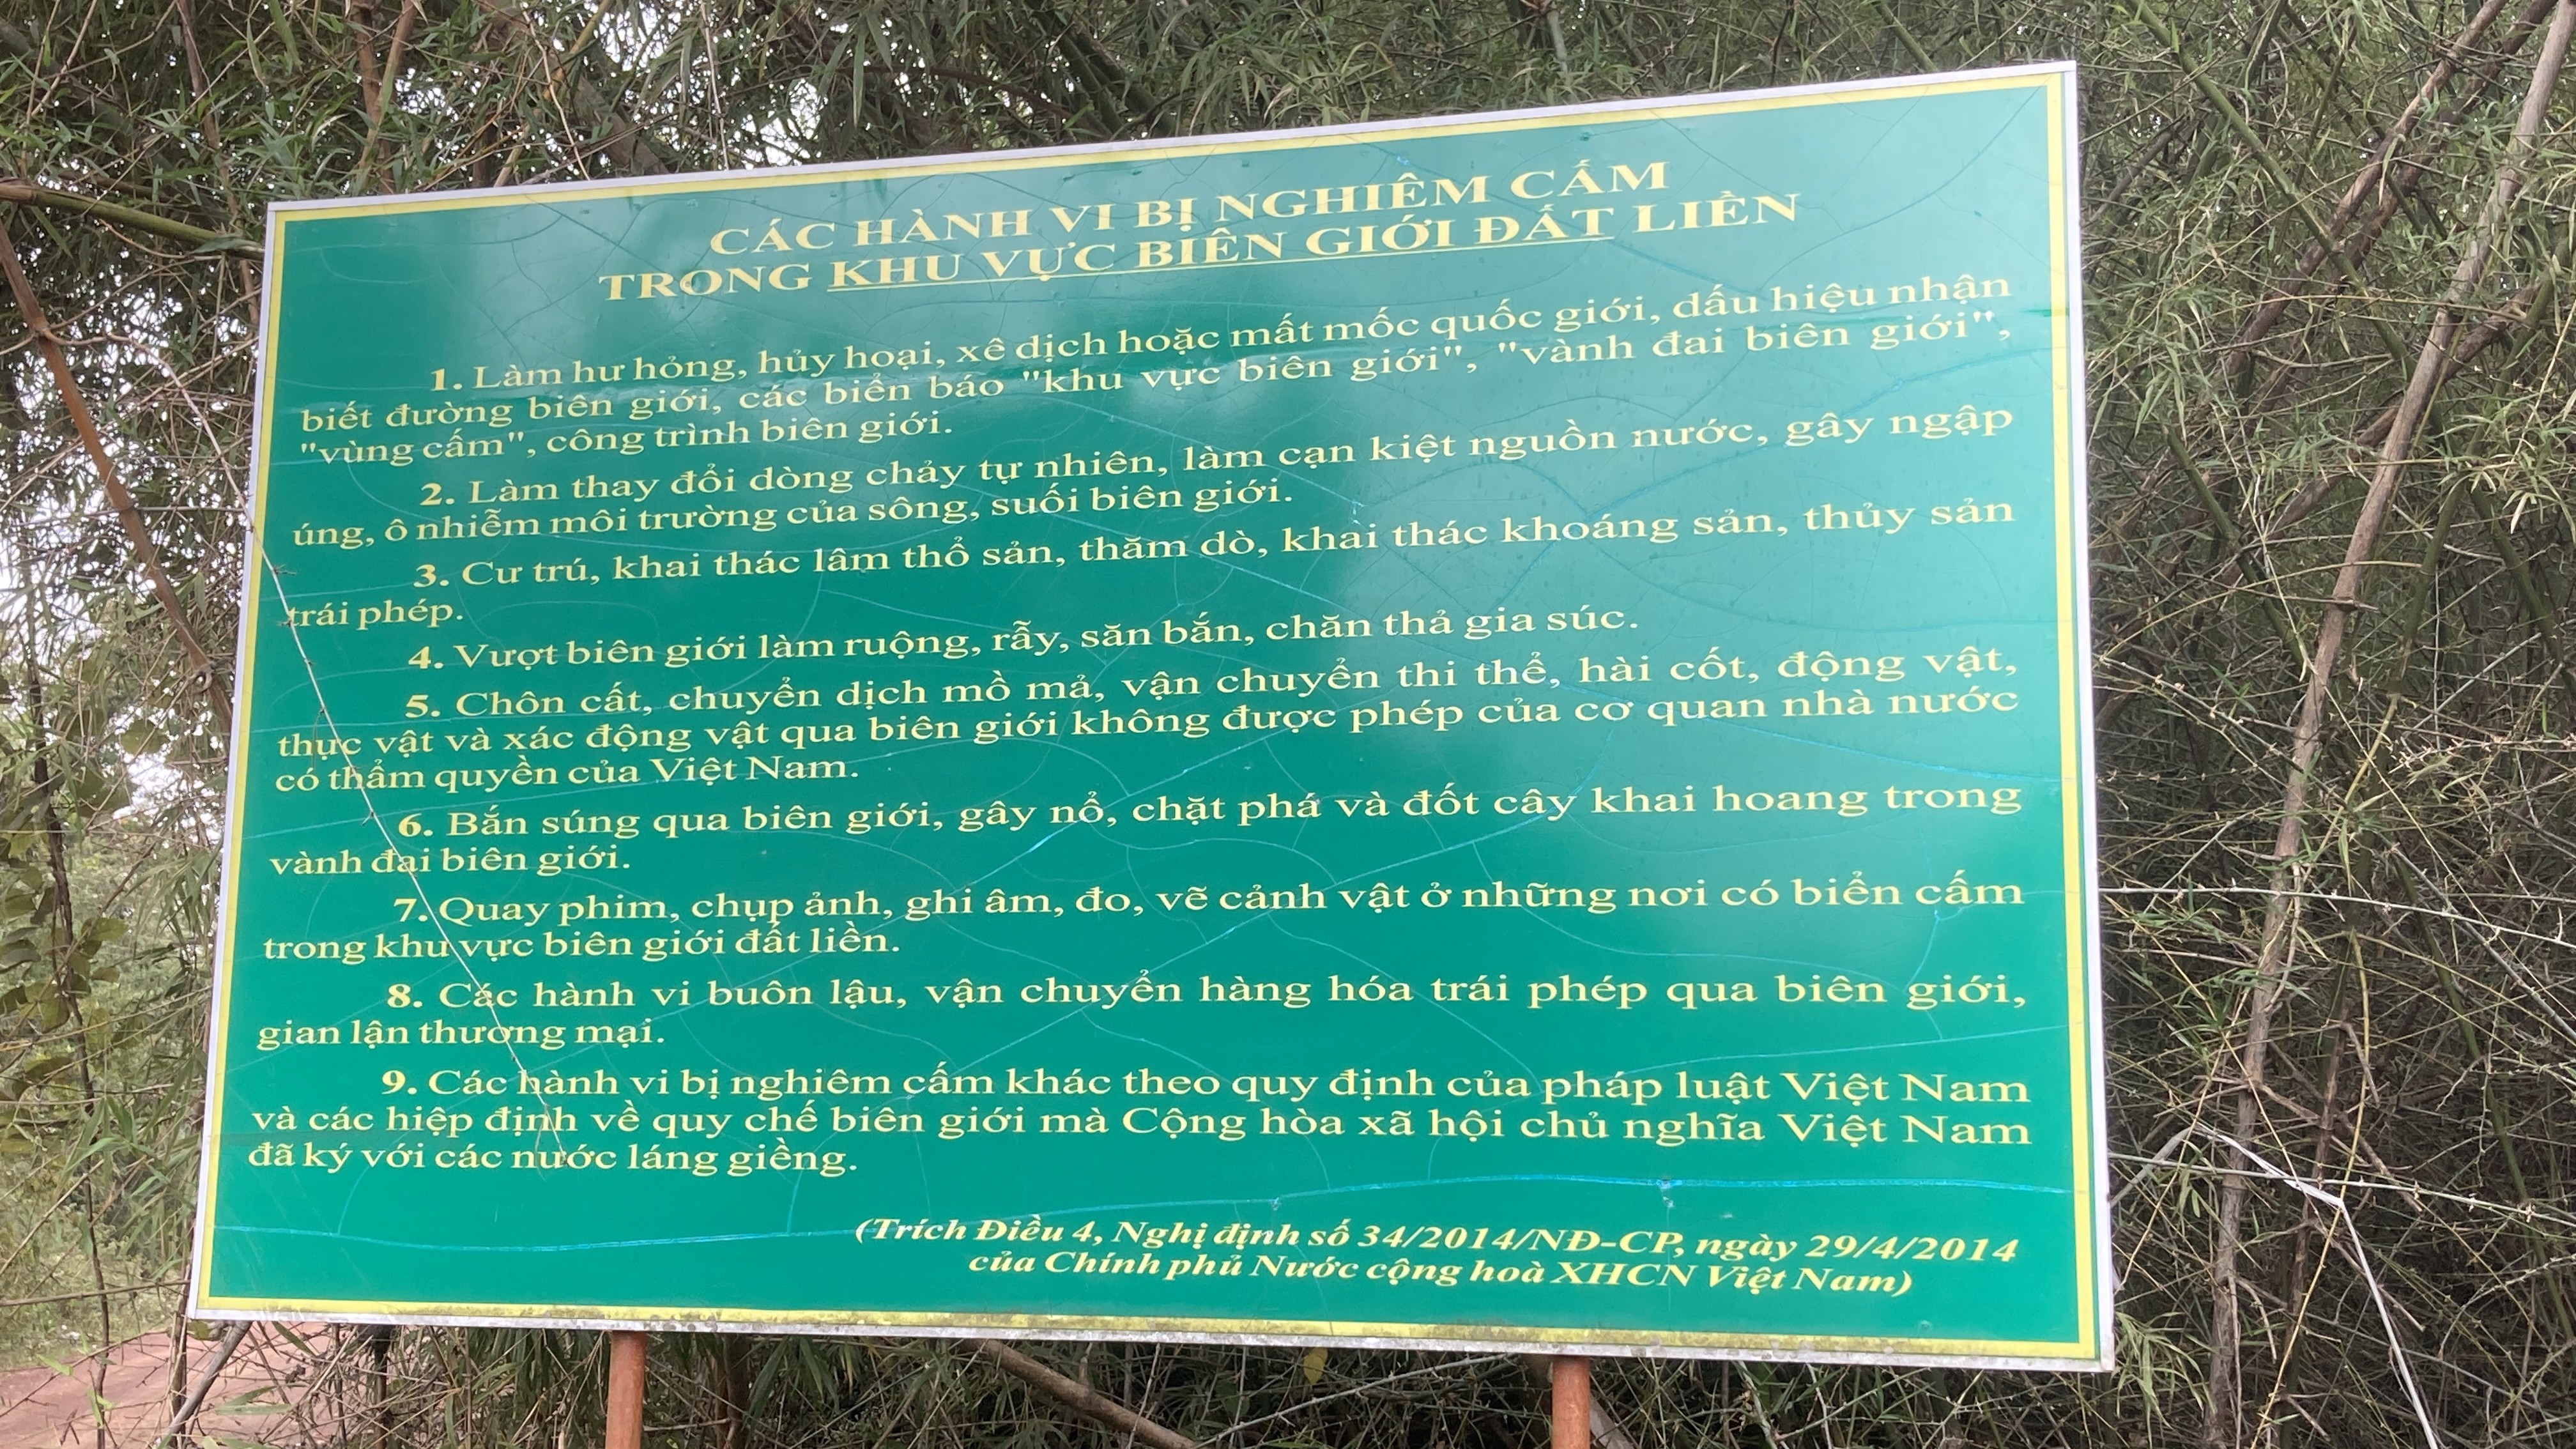 CÁC HÀNH VI BỊ NGHIÊM CẤM
TRONG KHU VỰC BIÊN GIỚI ĐẤT LIỀN
1. Làm hư hỏng, hủy hoại, xê dịch hoặc mất mốc quốc giới, dấu hiệu nhận
biết đường biên giới, các biển báo "khu vực biên giới", "vành đai biên giới",
"vùng cấm", công trình biên giới.
2. Làm thay đổi dòng chảy tự nhiên, làm cạn kiệt nguồn nước, gây ngập
úng, ô nhiễm môi trường của sông, suối biên giới.
3. Cư trú, khai thác lâm thổ sản, thăm dò, khai thác khoáng sản, thủy sản
trái phép.
4. Vượt biên giới làm ruộng, rẫy, săn bắn, chăn thả gia súc.
5. Chôn cất, chuyển dịch mồ mả, vận chuyển thi thể, hài cốt, động vật,
thực vật và xác động vật qua biên giới không được phép của cơ quan nhà nước
có thẩm quyền của Việt Nam.
6. Bắn súng qua biên giới, gây nổ, chặt phá và đốt cây khai hoang trong
vành đai biên giới.
7. Quay phim, chụp ảnh, ghi âm, đo, vẽ cảnh vật ở những nơi có biển cấm
trong khu vực biên giới đất liền.
8. Các hành vi buôn lậu, vận chuyển hàng hóa trái phép qua biên giới,
gian lận thương mại.
9. Các hành vi bị nghiêm cấm khác theo quy định của pháp luật Việt Nam
và các hiệp định về quy chế biên giới mà Cộng hòa xã hội chủ nghĩa Việt Nam
đã ký với các nước láng giềng.
(Trích Điều 4, Nghị định số 34/2014/NĐ-CP, ngày 29/4/2014
của Chính phủ Nước cộng hoà XHCN Việt Nam)